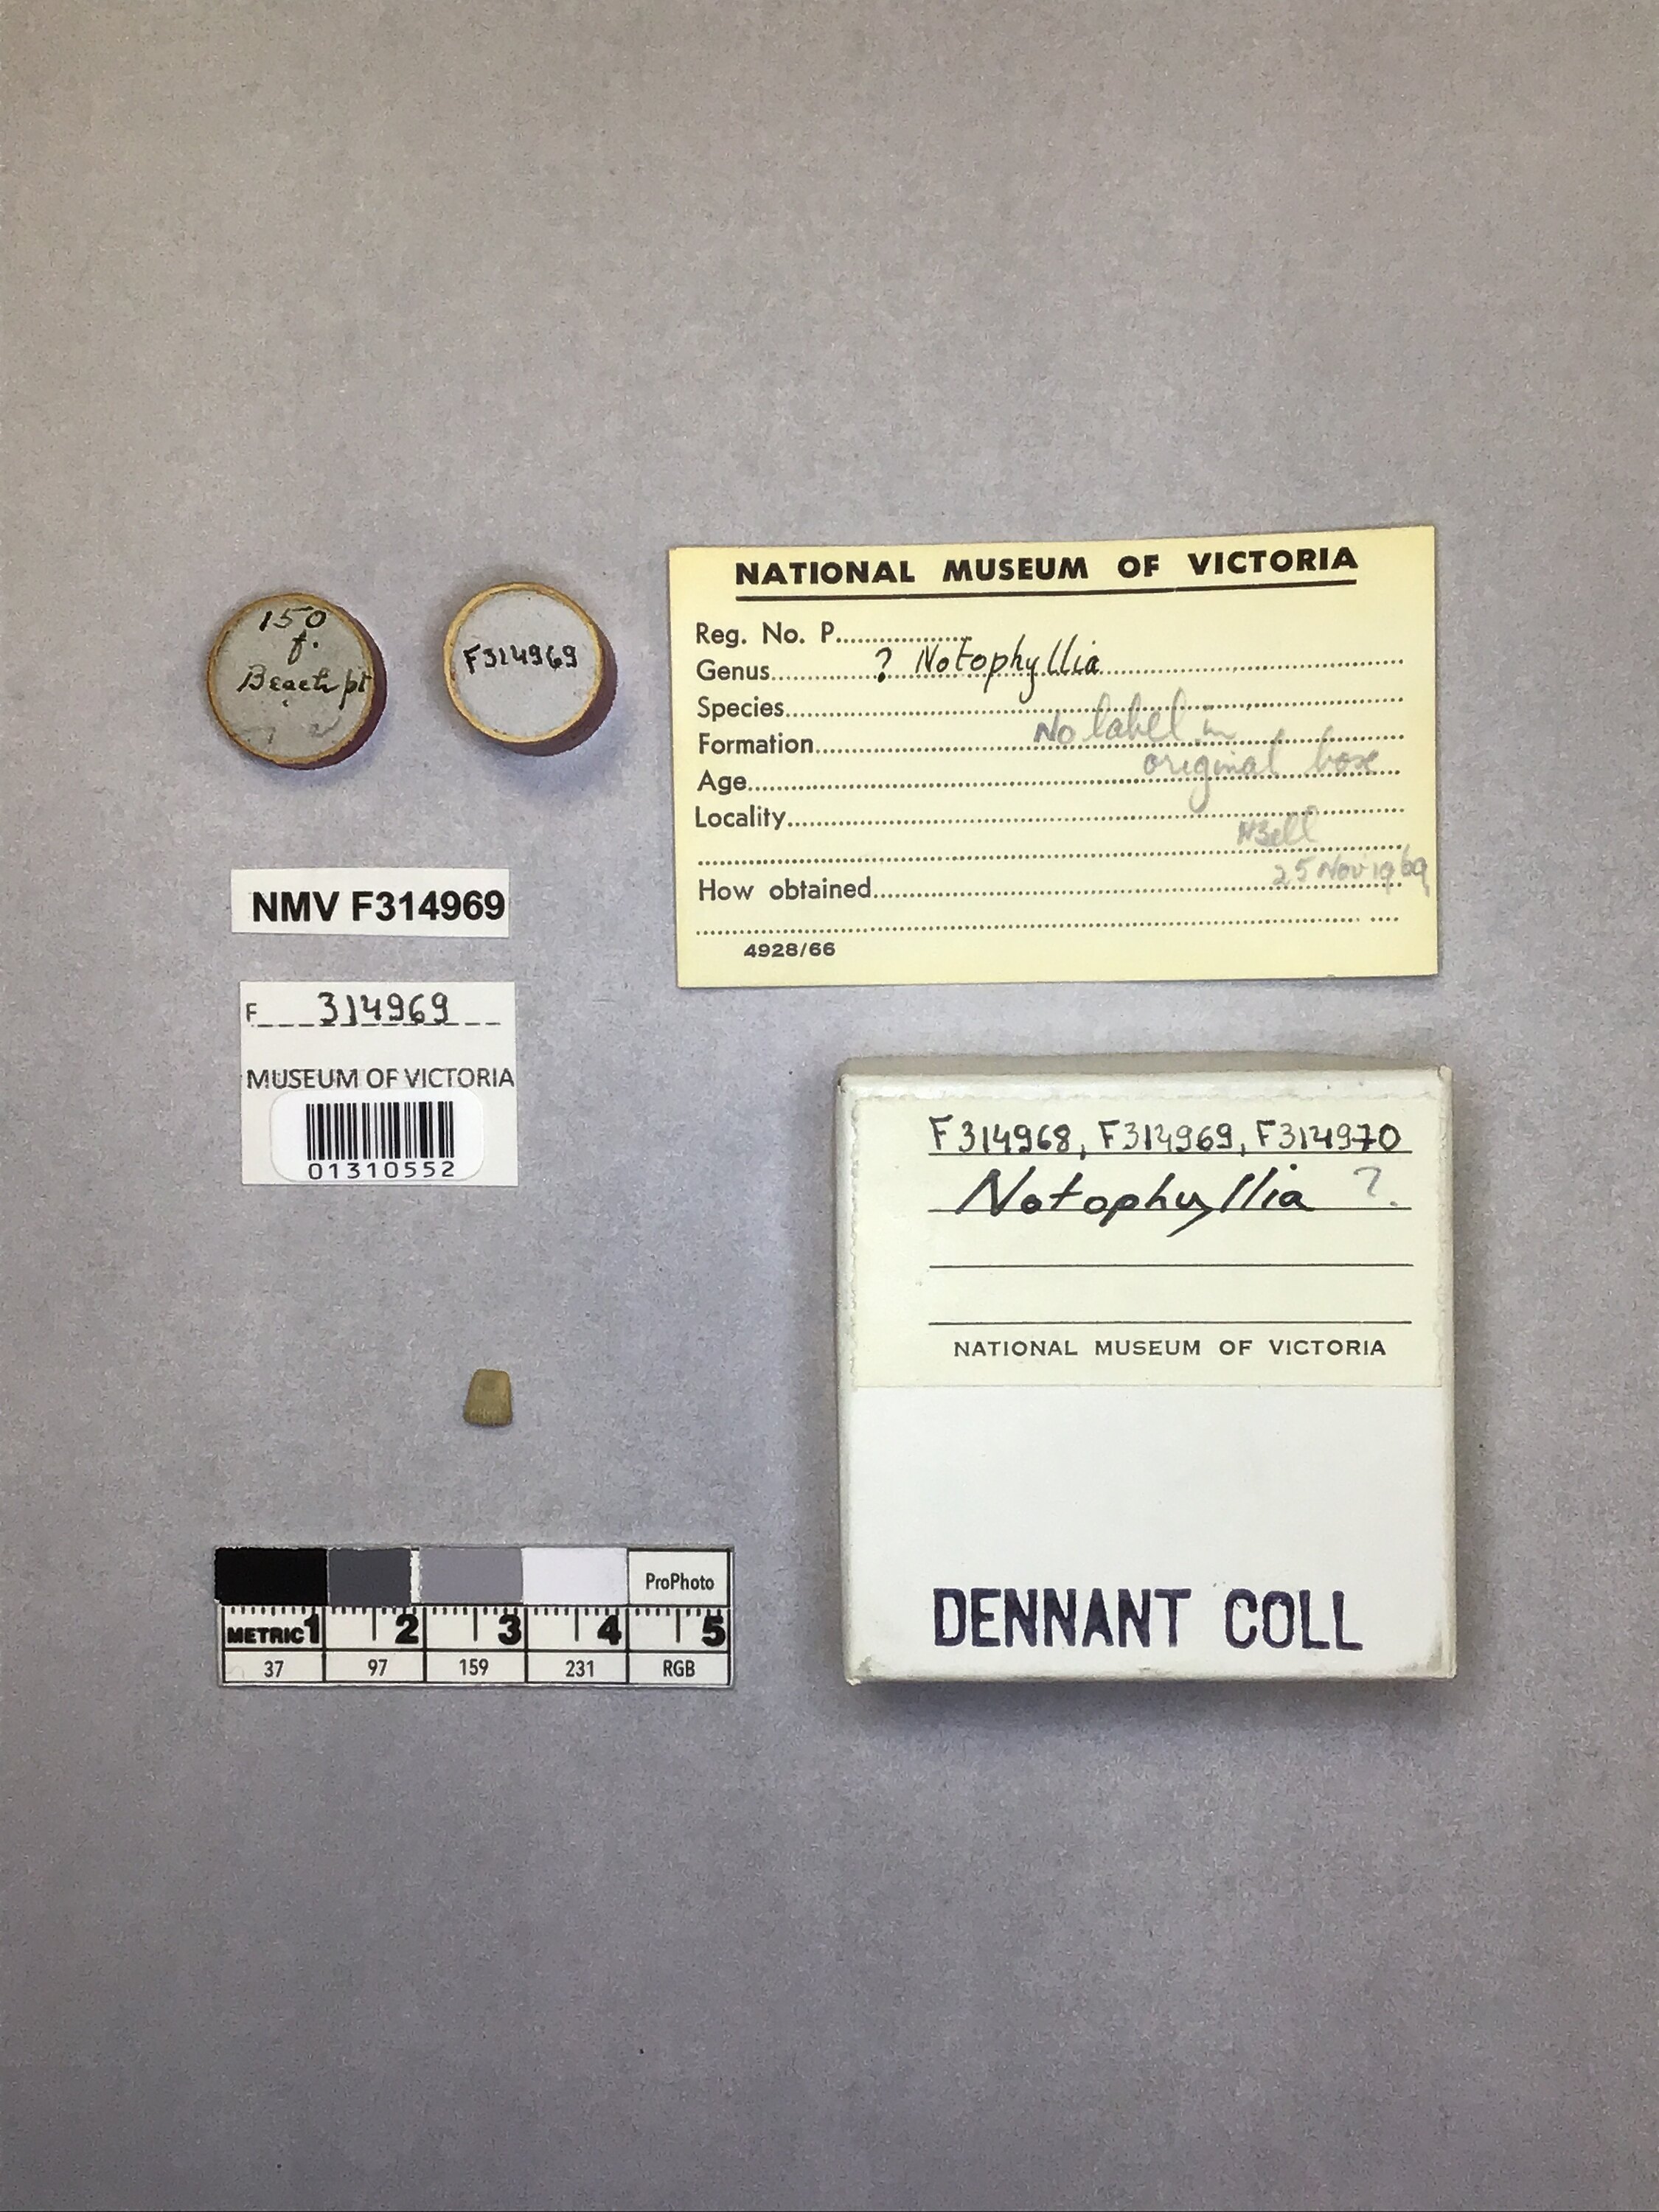 150
f.
Beach pt
F314969
NMV F314969
F 314969
MUSEUM OF VICTORIA
01310552
NATIONAL MUSEUM OF VICTORIA
Reg. No. P
Genus ? Notophyllia
Species
No label in
Formation
original box
Age
Locality
KBell
25 Nov 1969
How obtained
4928/66
F314968, F314969, F314970
Notophyllia ?
NATIONAL MUSEUM OF VICTORIA
DENNANT COLL
ProPhoto
METRIC 1 2 3 4 5
37 97 159 231 RGB